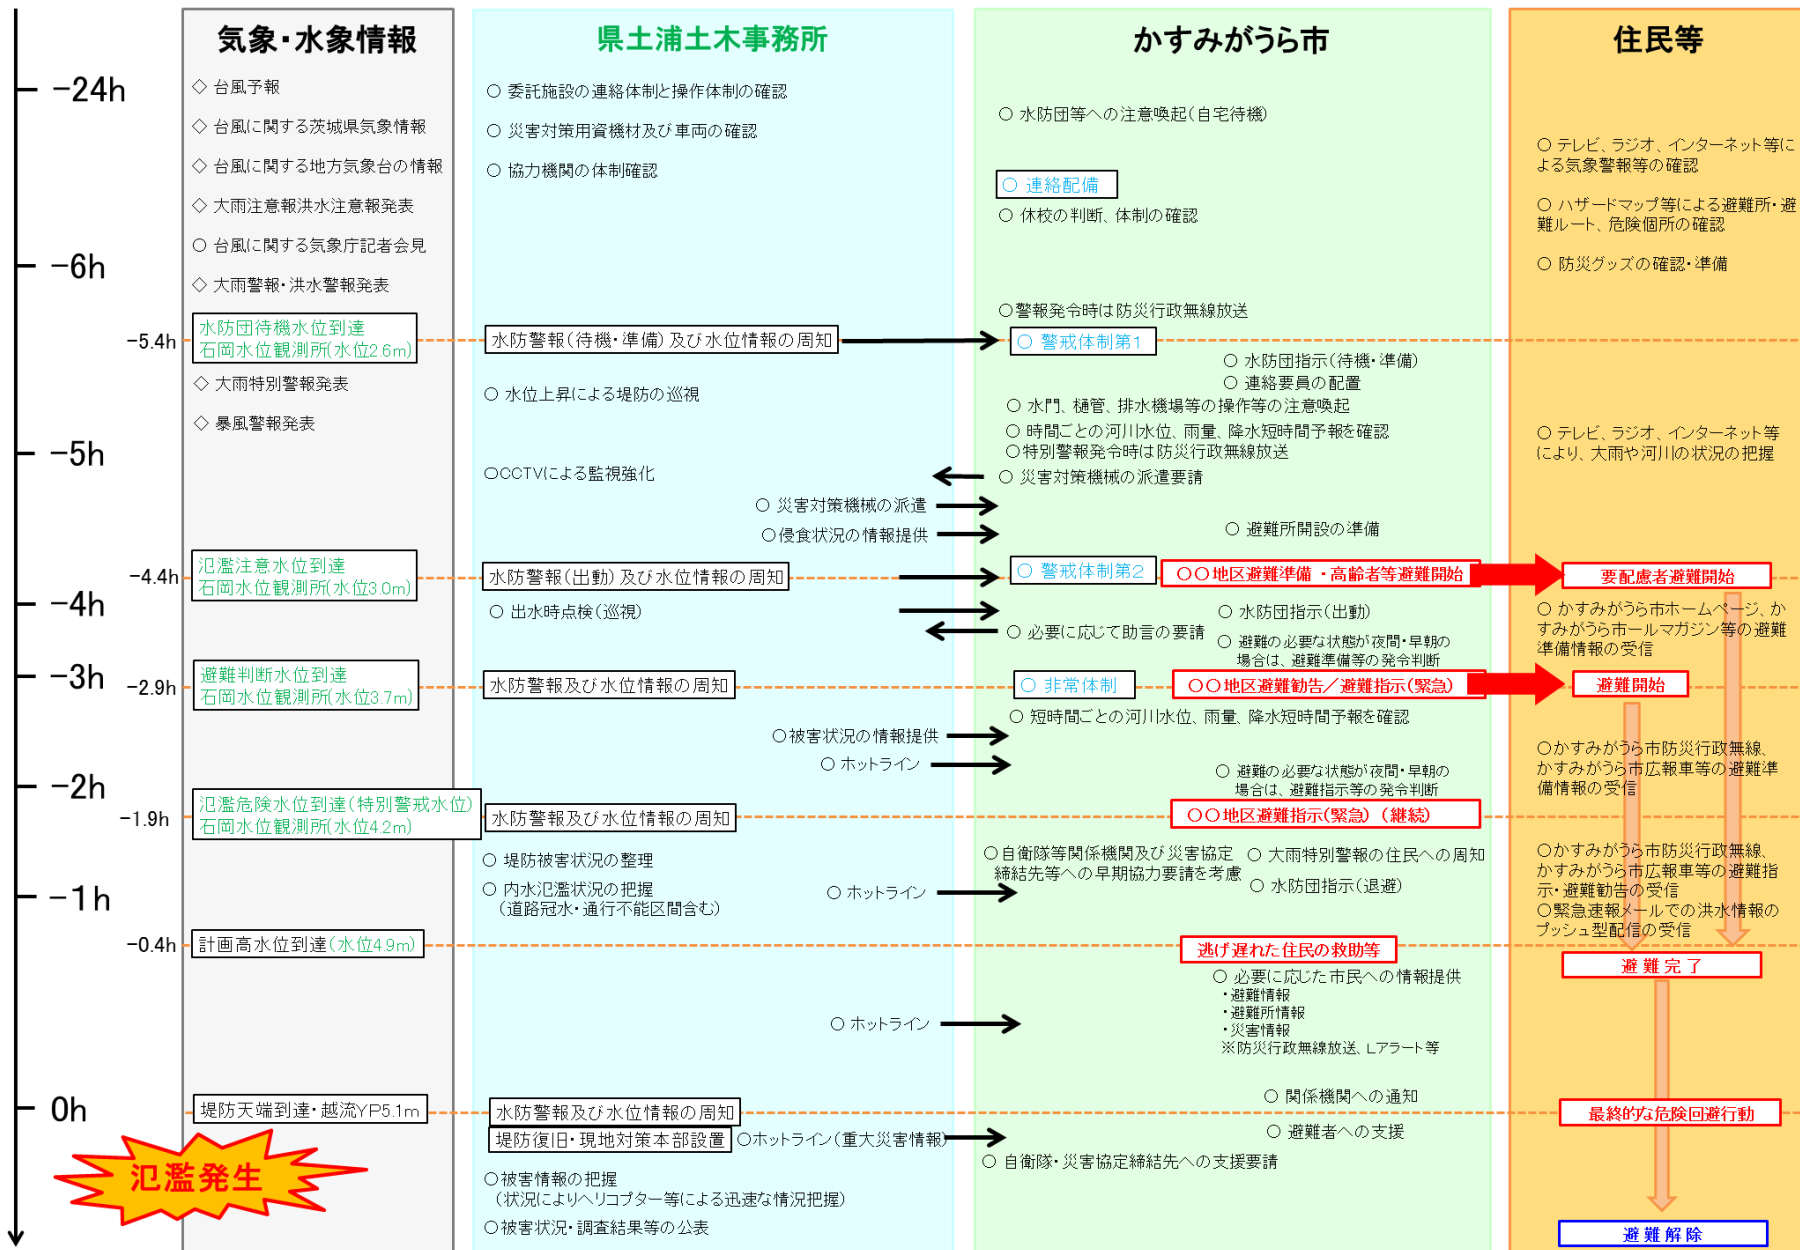 -24h
-6h
-5.4h
-5h
-4.4h
-4h
-3h
-2.9h
-2h
-1.9h
-1h
-0.4h
0h
気象・水象情報
◇ 台風予報
◇ 台風に関する茨城県気象情報
◇ 台風に関する地方気象台の情報
◇ 大雨注意報洪水注意報発表
○ 台風に関する気象庁記者会見
◇ 大雨警報・洪水警報発表
水防団待機水位到達
石岡水位観測所(水位2.6m)
◇ 大雨特別警報発表
◇ 暴風警報発表
氾濫注意水位到達
石岡水位観測所(水位3.0m)
避難判断水位到達
石岡水位観測所(水位3.7m)
氾濫危険水位到達(特別警戒水位)
石岡水位観測所(水位4.2m)
計画高水位到達(水位4.9m)
堤防天端到達・越流YP5.1m
氾濫発生
県土浦土木事務所
○ 委託施設の連絡体制と操作体制の確認
○ 災害対策用資機材及び車両の確認
○ 協力機関の体制確認
水防警報(待機・準備)及び水位情報の周知
○ 水位上昇による堤防の巡視
○CCTVによる監視強化
○ 災害対策機械の派遣
○侵食状況の情報提供
水防警報(出動)及び水位情報の周知
○ 出水時点検(巡視)
水防警報及び水位情報の周知
○被害状況の情報提供
○ ホットライン
水防警報及び水位情報の周知
○ 堤防被害状況の整理
○ 内水氾濫状況の把握
(道路冠水・通行不能区間含む)
○ ホットライン
○ ホットライン
水防警報及び水位情報の周知
堤防復旧・現地対策本部設置
○ホットライン(重大災害情報)
○被害情報の把握
(状況によりヘリコプター等による迅速な情況把握)
○被害状況・調査結果等の公表
かすみがうら市
○ 水防団等への注意喚起(自宅待機)
○ 連絡配備
○ 休校の判断、体制の確認
○警報発令時は防災行政無線放送
○ 警戒体制第1
○ 水防団指示(待機・準備)
○ 連絡要員の配置
○ 水門、樋管、排水機場等の操作等の注意喚起
○ 時間ごとの河川水位、雨量、降水短時間予報を確認
○特別警報発令時は防災行政無線放送
○ 災害対策機械の派遣要請
○ 避難所開設の準備
○ 警戒体制第2
○○地区避難準備・高齢者等避難開始
○ 水防団指示(出動)
○ 必要に応じて助言の要請
○ 避難の必要な状態が夜間・早朝の
場合は、避難準備等の発令判断
○ 非常体制
○○地区避難勧告／避難指示(緊急)
○ 短時間ごとの河川水位、雨量、降水短時間予報を確認
○ 避難の必要な状態が夜間・早朝の
場合は、避難指示等の発令判断
○○地区避難指示(緊急)(継続)
○自衛隊等関係機関及び災害協定
締結先等への早期協力要請を考慮
○ 大雨特別警報の住民への周知
○ 水防団指示(退避)
逃げ遅れた住民の救助等
○ 必要に応じた市民への情報提供
・避難情報
・避難所情報
・災害情報
※防災行政無線放送、Lアラート等
○ 関係機関への通知
○ 避難者への支援
○ 自衛隊・災害協定締結先への支援要請
住民等
○ テレビ、ラジオ、インターネット等に
よる気象警報等の確認
○ ハザードマップ等による避難所・避
難ルート、危険個所の確認
○ 防災グッズの確認・準備
○ テレビ、ラジオ、インターネット等
により、大雨や河川の状況の把握
要配慮者避難開始
○ かすみがうら市ホームページ、か
すみがうらホールマガジン等の避難
準備情報の受信
避難開始
○かすみがうら市防災行政無線、
かすみがうら市広報車等の避難準
備情報の受信
○かすみがうら市防災行政無線、
かすみがうら市広報車等の避難指
示・避難勧告の受信
○緊急速報メールでの洪水情報の
プッシュ型配信の受信
避難完了
最終的な危険回避行動
避難解除